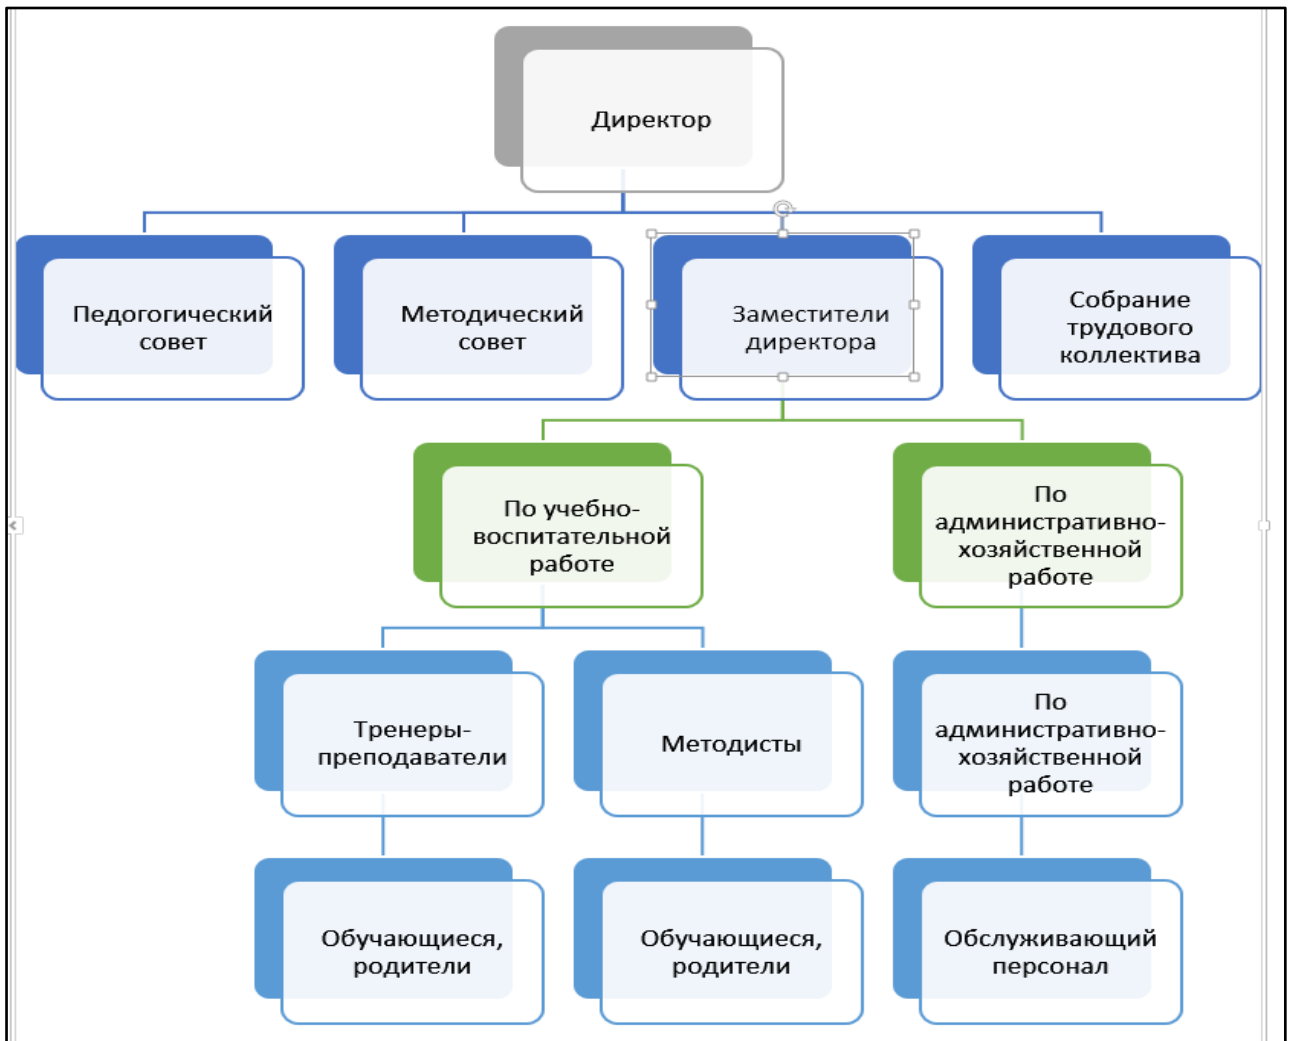 Директор
Педогогический
совет
Методический
совет
Заместители
директора
Собрание
трудового
коллектива
По учебно-
воспитательной
работе
По
административно-
хозяйственной
работе
Тренеры-
преподаватели
Методисты
По
административно-
хозяйственной
работе
Обучающиеся,
родители
Обучающиеся,
родители
Обслуживающий
персонал